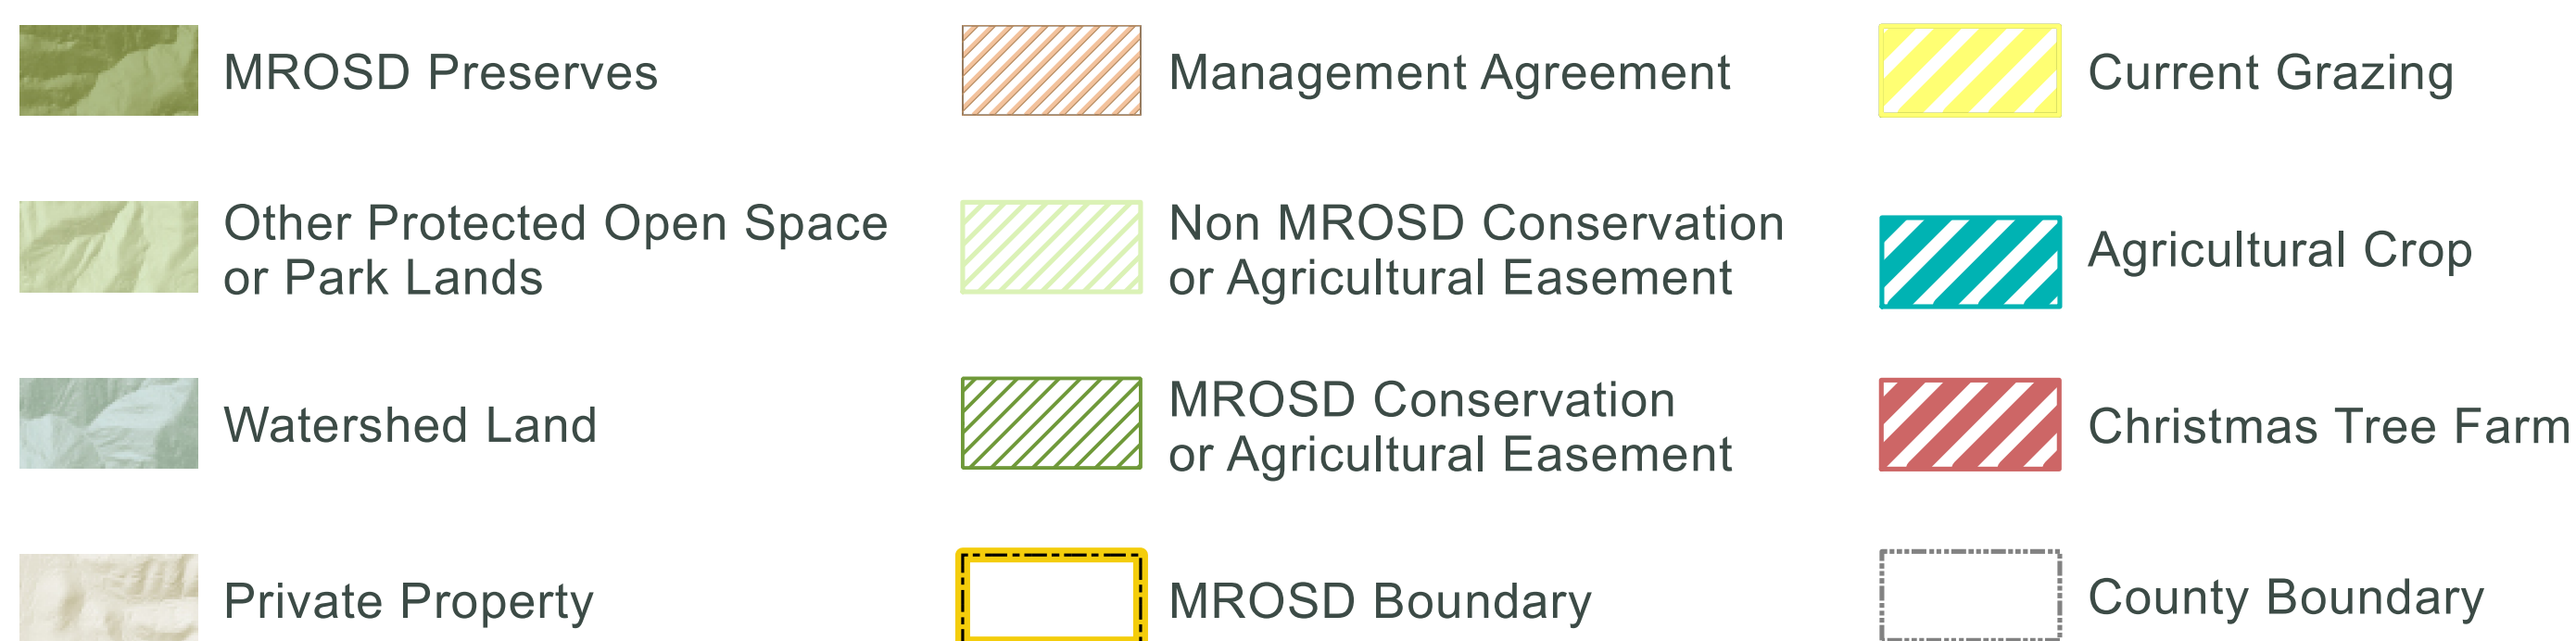 MROSD Preserves
Other Protected Open Space
or Park Lands
Watershed Land
Private Property
Management Agreement
Non MROSD Conservation
or Agricultural Easement
MROSD Conservation
or Agricultural Easement
MROSD Boundary
Current Grazing
Agricultural Crop
Christmas Tree Farm
County Boundary